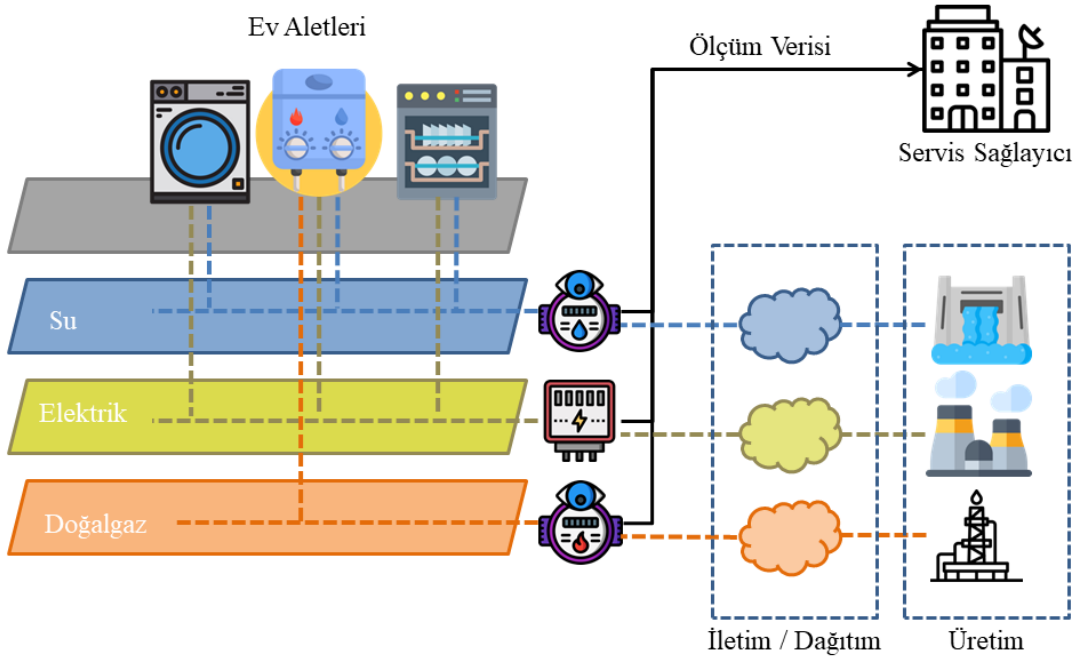 Ev Aletleri
Ölçüm Verisi
Servis Sağlayıcı
Su
Elektrik
Doğalgaz
İletim / Dağıtım
Üretim